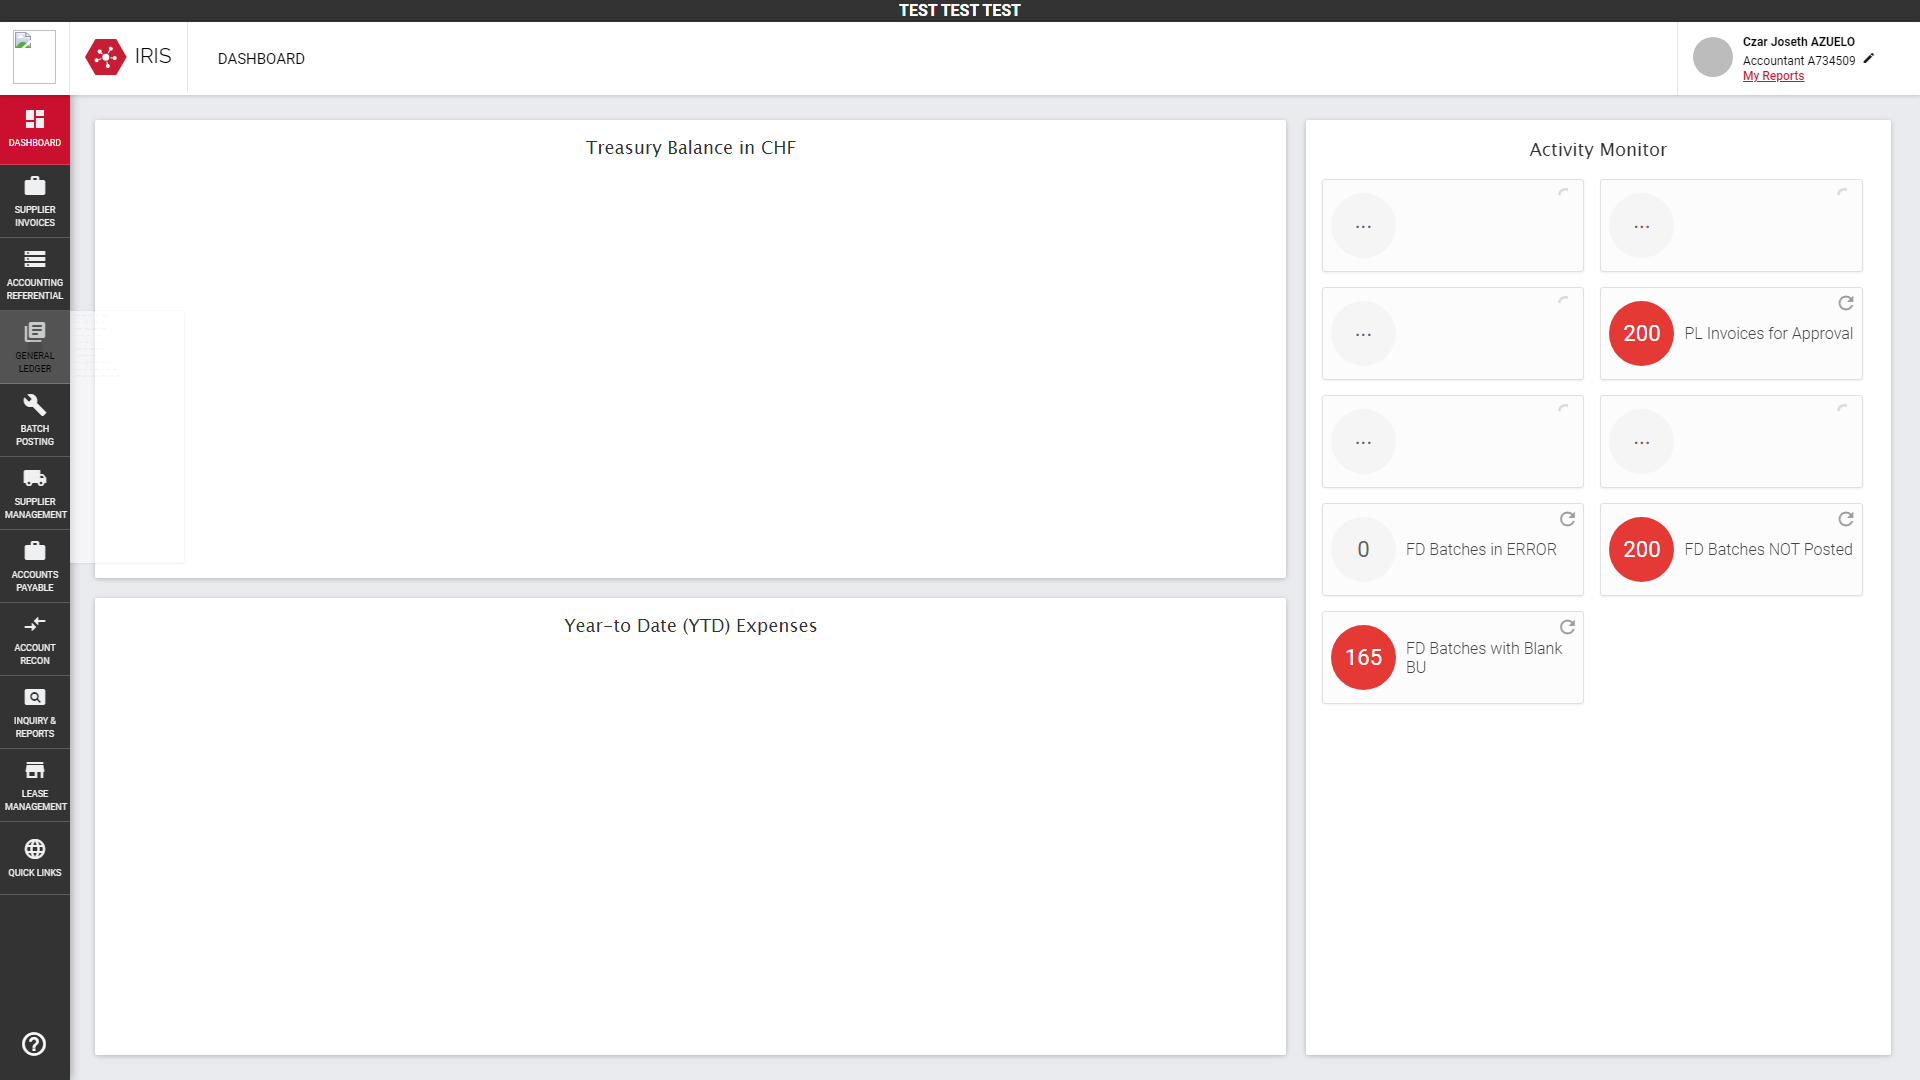 TEST TEST TEST
IRIS
DASHBOARD
Czar Joseth AZUELO
Accountant A734509
My Reports
DASHBOARD
SUPPLIER
INVOICES
ACCOUNTING
REFERENTIAL
GENERAL
LEDGER
BATCH
POSTING
SUPPLIER
MANAGEMENT
ACCOUNTS
PAYABLE
ACCOUNT
RECON
INQUIRY &
REPORTS
LEASE
MANAGEMENT
QUICK LINKS
Treasury Balance in CHF
Year-to Date (YTD) Expenses
Activity Monitor
...
...
...
200 PL Invoices for Approval
...
...
0 FD Batches in ERROR
200 FD Batches NOT Posted
165 FD Batches with Blank
BU